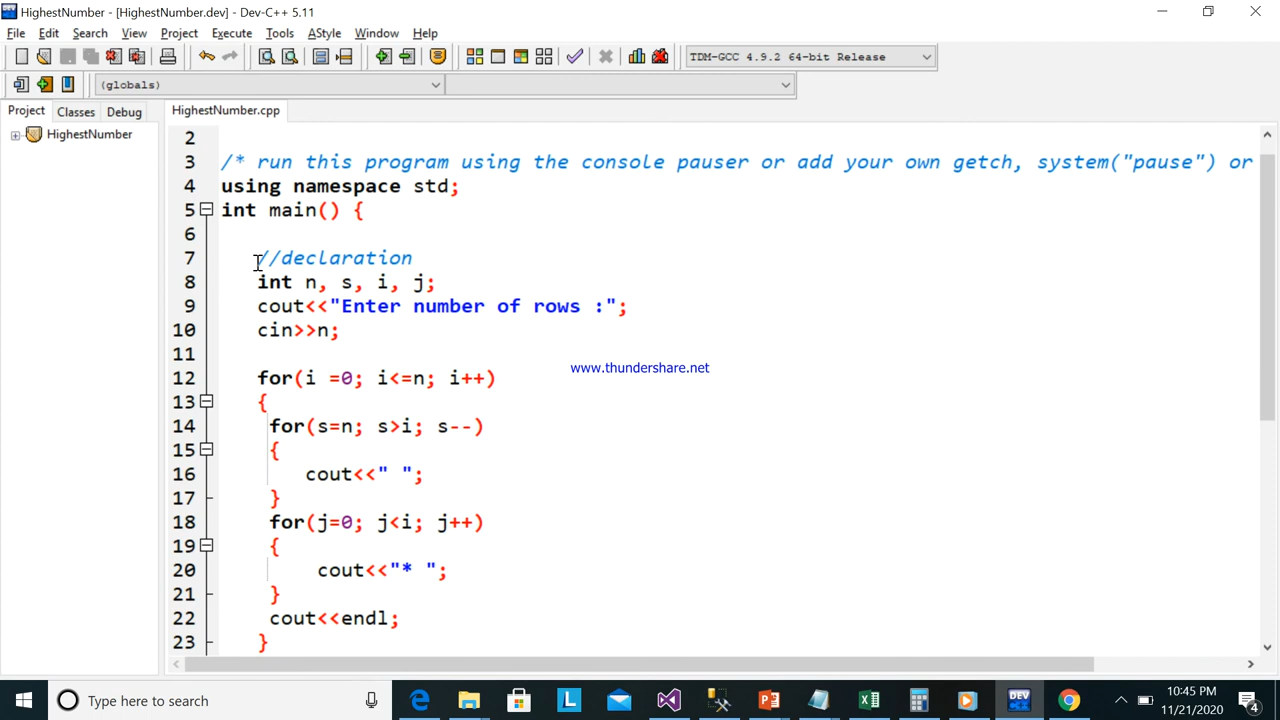 HighestNumber - [HighestNumber.dev] - Dev-C++ 5.11
File Edit Search View Project Execute Tools AStyle Window Help
TDM-GCC 4.9.2 64-bit Release
(globals)
Project Classes Debug HighestNumber.cpp
HighestNumber
2
3 /* run this program using the console pauser or add your own getch, system("pause") or
4 using namespace std;
5 int main() {
6
7 //declaration
8 int n, s, i, j;
9 cout<<"Enter number of rows :";
10 cin>>n;
11
www.thundershare.net
12 for(i =0; i<=n; i++)
13 {
14 for(s=n; s>i; s--)
15 {
16 cout<<" ";
17 }
18 for(j=0; j<i; j++)
19 {
20 cout<<"* ";
21 }
22 cout<<endl;
23 }
Type here to search
L
DEV C++
10:45 PM
11/21/2020
4